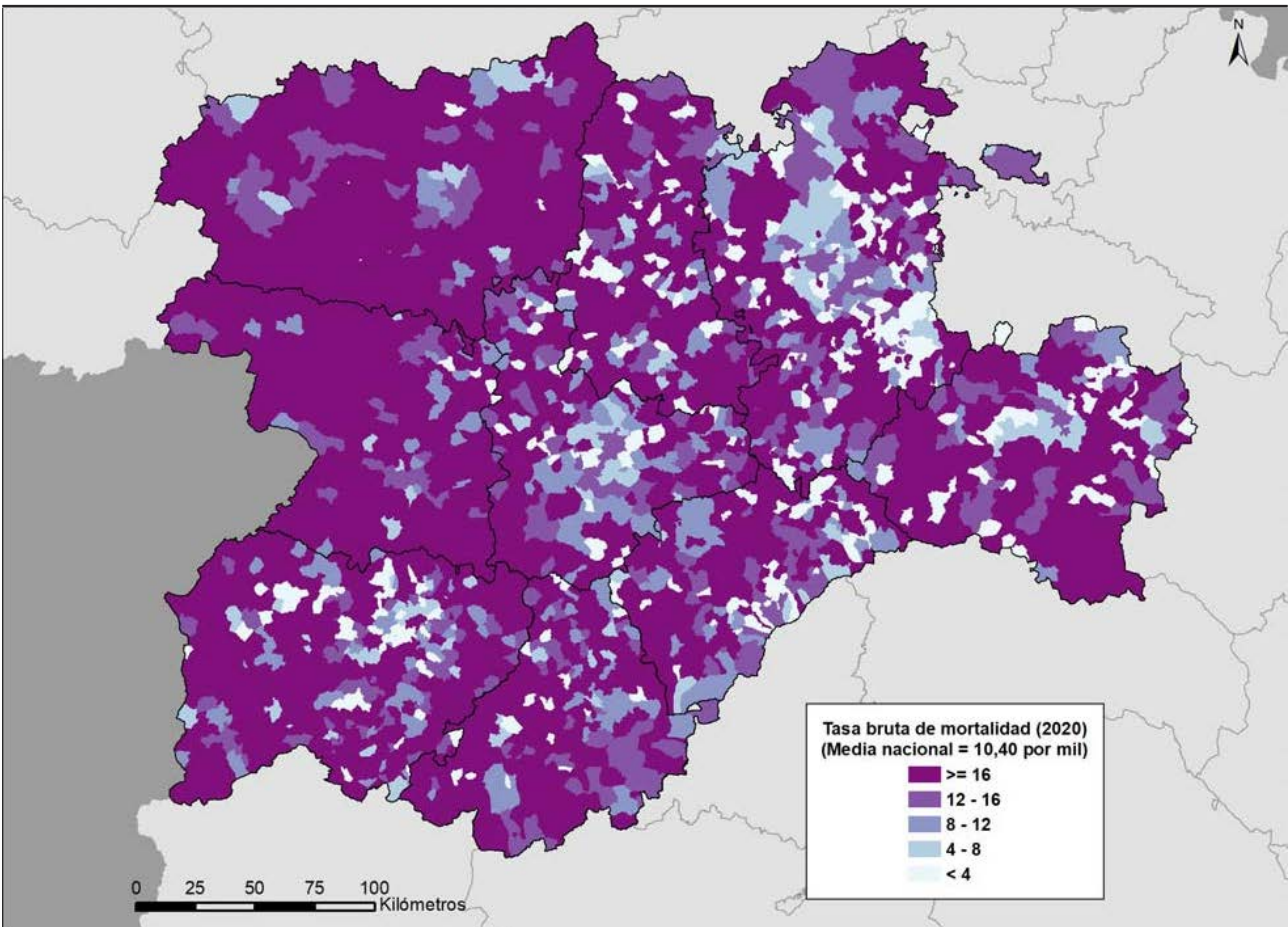 N
Tasa bruta de mortalidad (2020)
(Media nacional = 10,40 por mil)
>= 16
12 - 16
8 - 12
4 - 8
< 4
0 25 50 75 100
Kilómetros